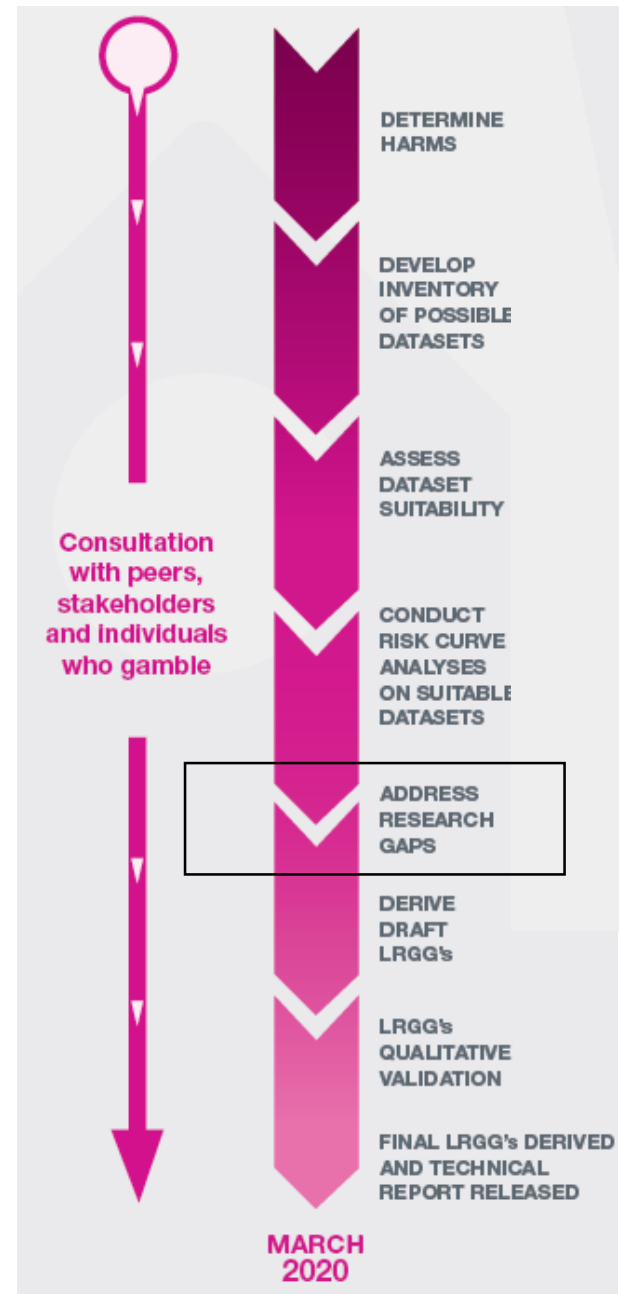 DETERMINE
HARMS
DEVELOP
INVENTORY
OF POSSIBLE
DATASETS
ASSESS
DATASET
SUITABILITY
Consultation
with peers,
stakeholders
and individuals
who gamble
CONDUCT
RISK CURVE
ANALYSES
ON SUITABLE
DATASETS
ADDRESS
RESEARCH
GAPS
DERIVE
DRAFT
LRGG's
LRGG's
QUALITATIVE
VALIDATION
FINAL LRGG's DERIVED
AND TECHNICAL
REPORT RELEASED
MARCH
2020